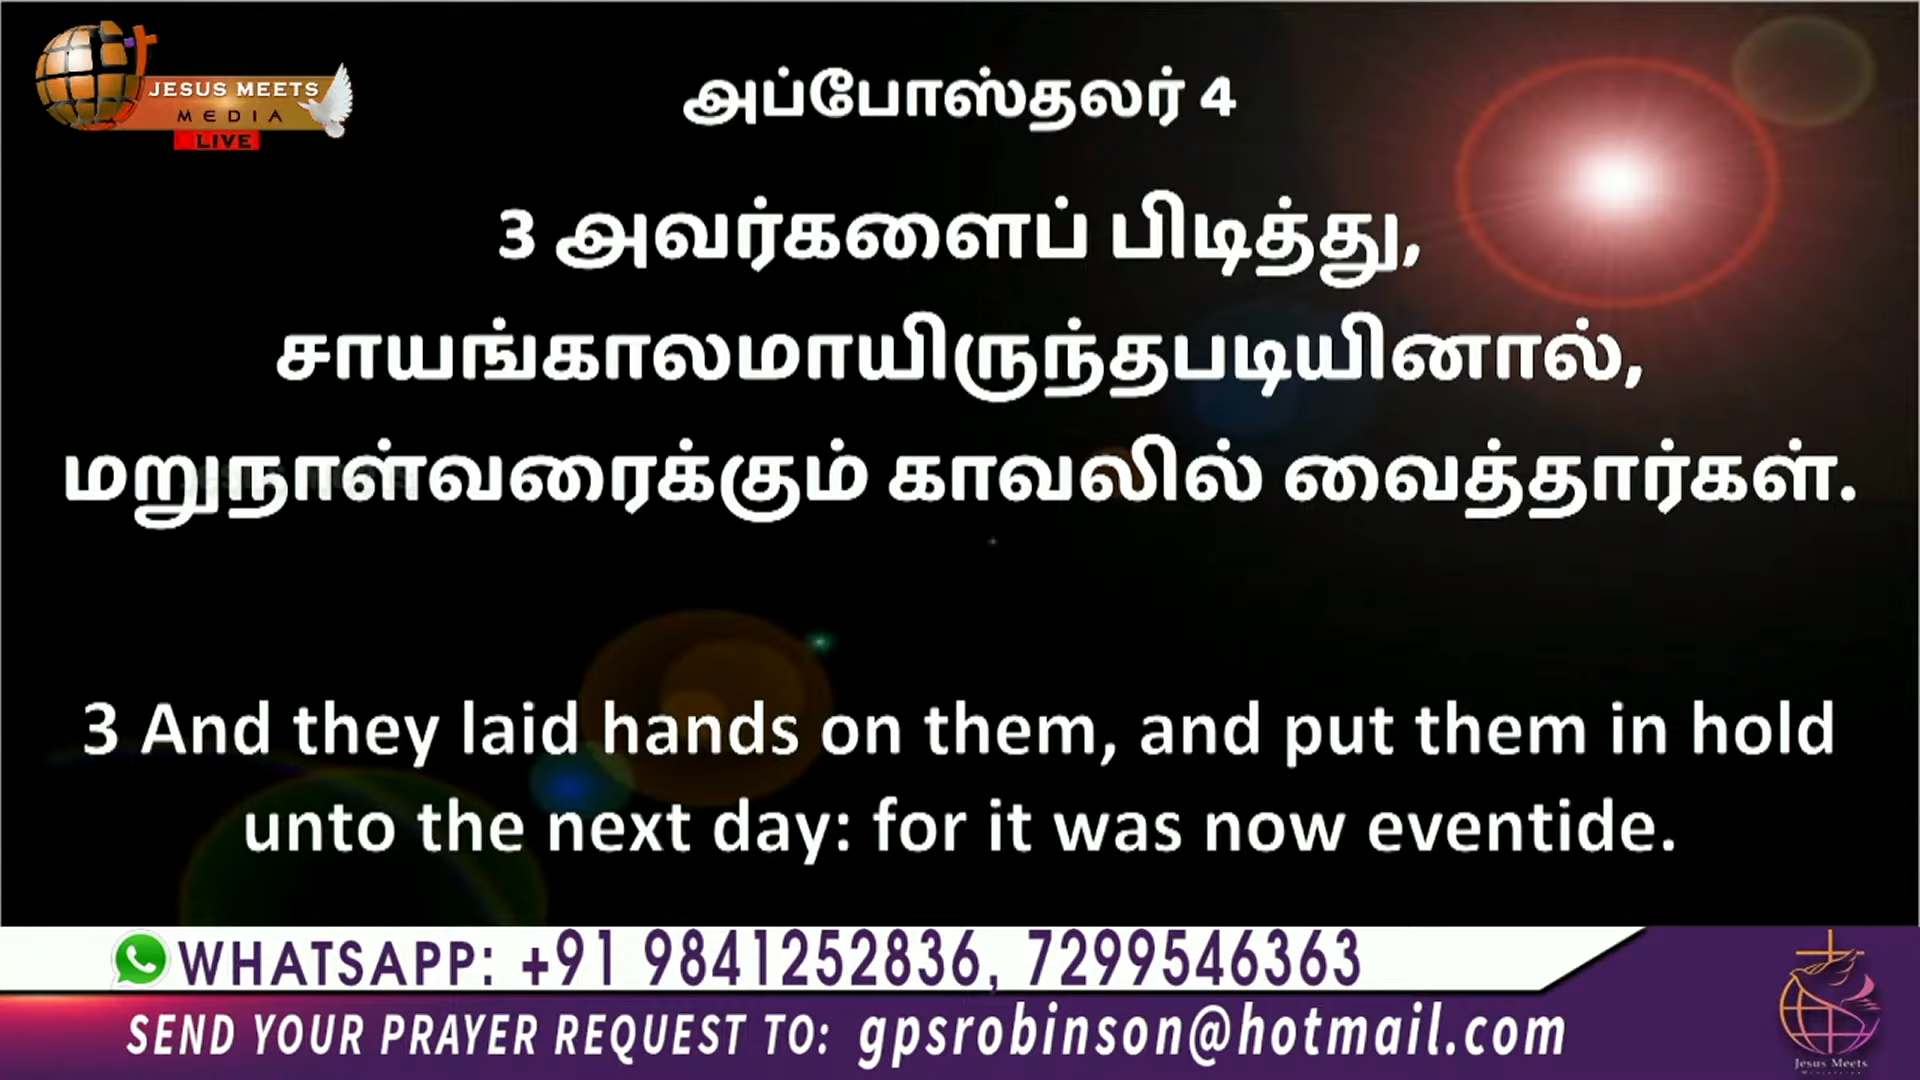 JESUS MEETS
MEDIA
LIVE
அப்போஸ்தலர் 4
3 அவர்களைப் பிடித்து,
சாயங்காலமாயிருந்தபடியினால்,
மறுநாள்வரைக்கும் காவலில் வைத்தார்கள்.
3 And they laid hands on them, and put them in hold
unto the next day: for it was now eventide.
WHATSAPP: +91 9841252836, 7299546363
SEND YOUR PRAYER REQUEST TO: gpsrobinson@hotmail.com
Jesus Meets